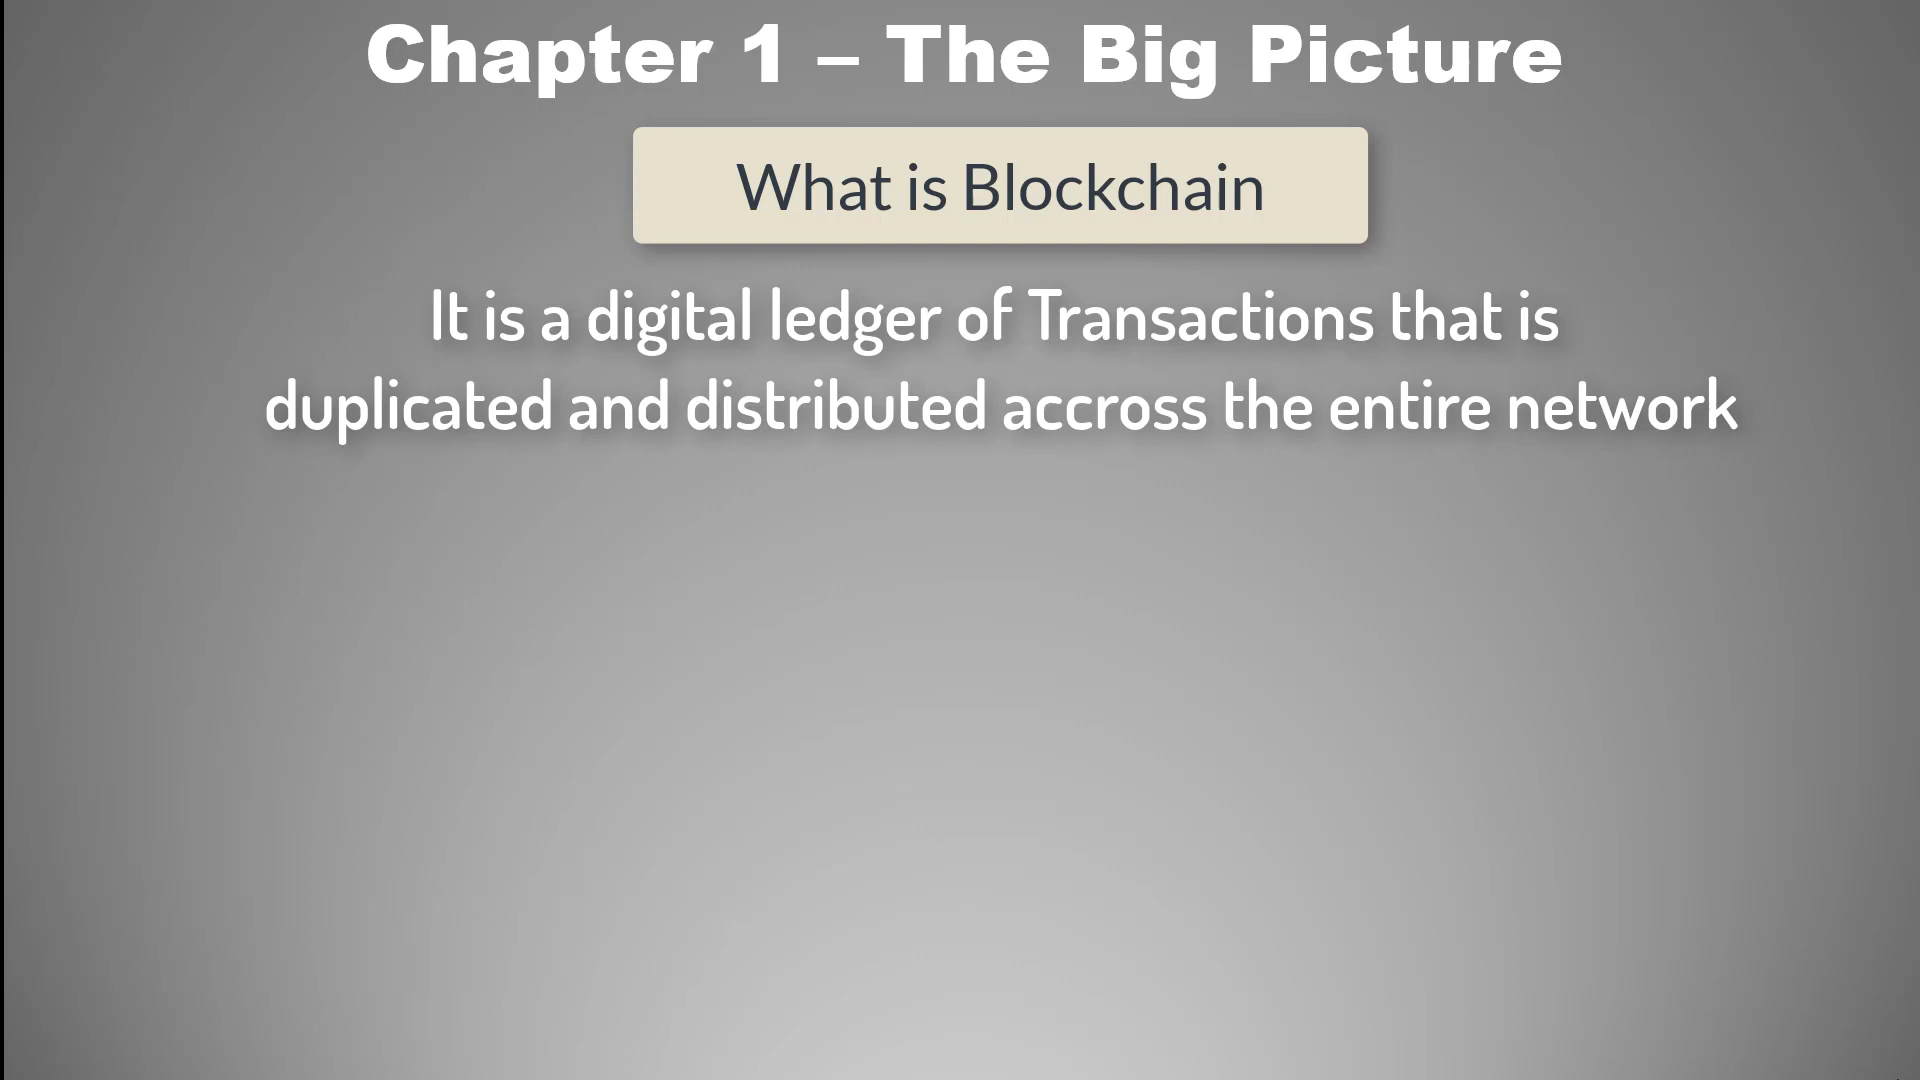 Chapter 1 – The Big Picture
What is Blockchain
It is a digital ledger of Transactions that is
duplicated and distributed accross the entire network